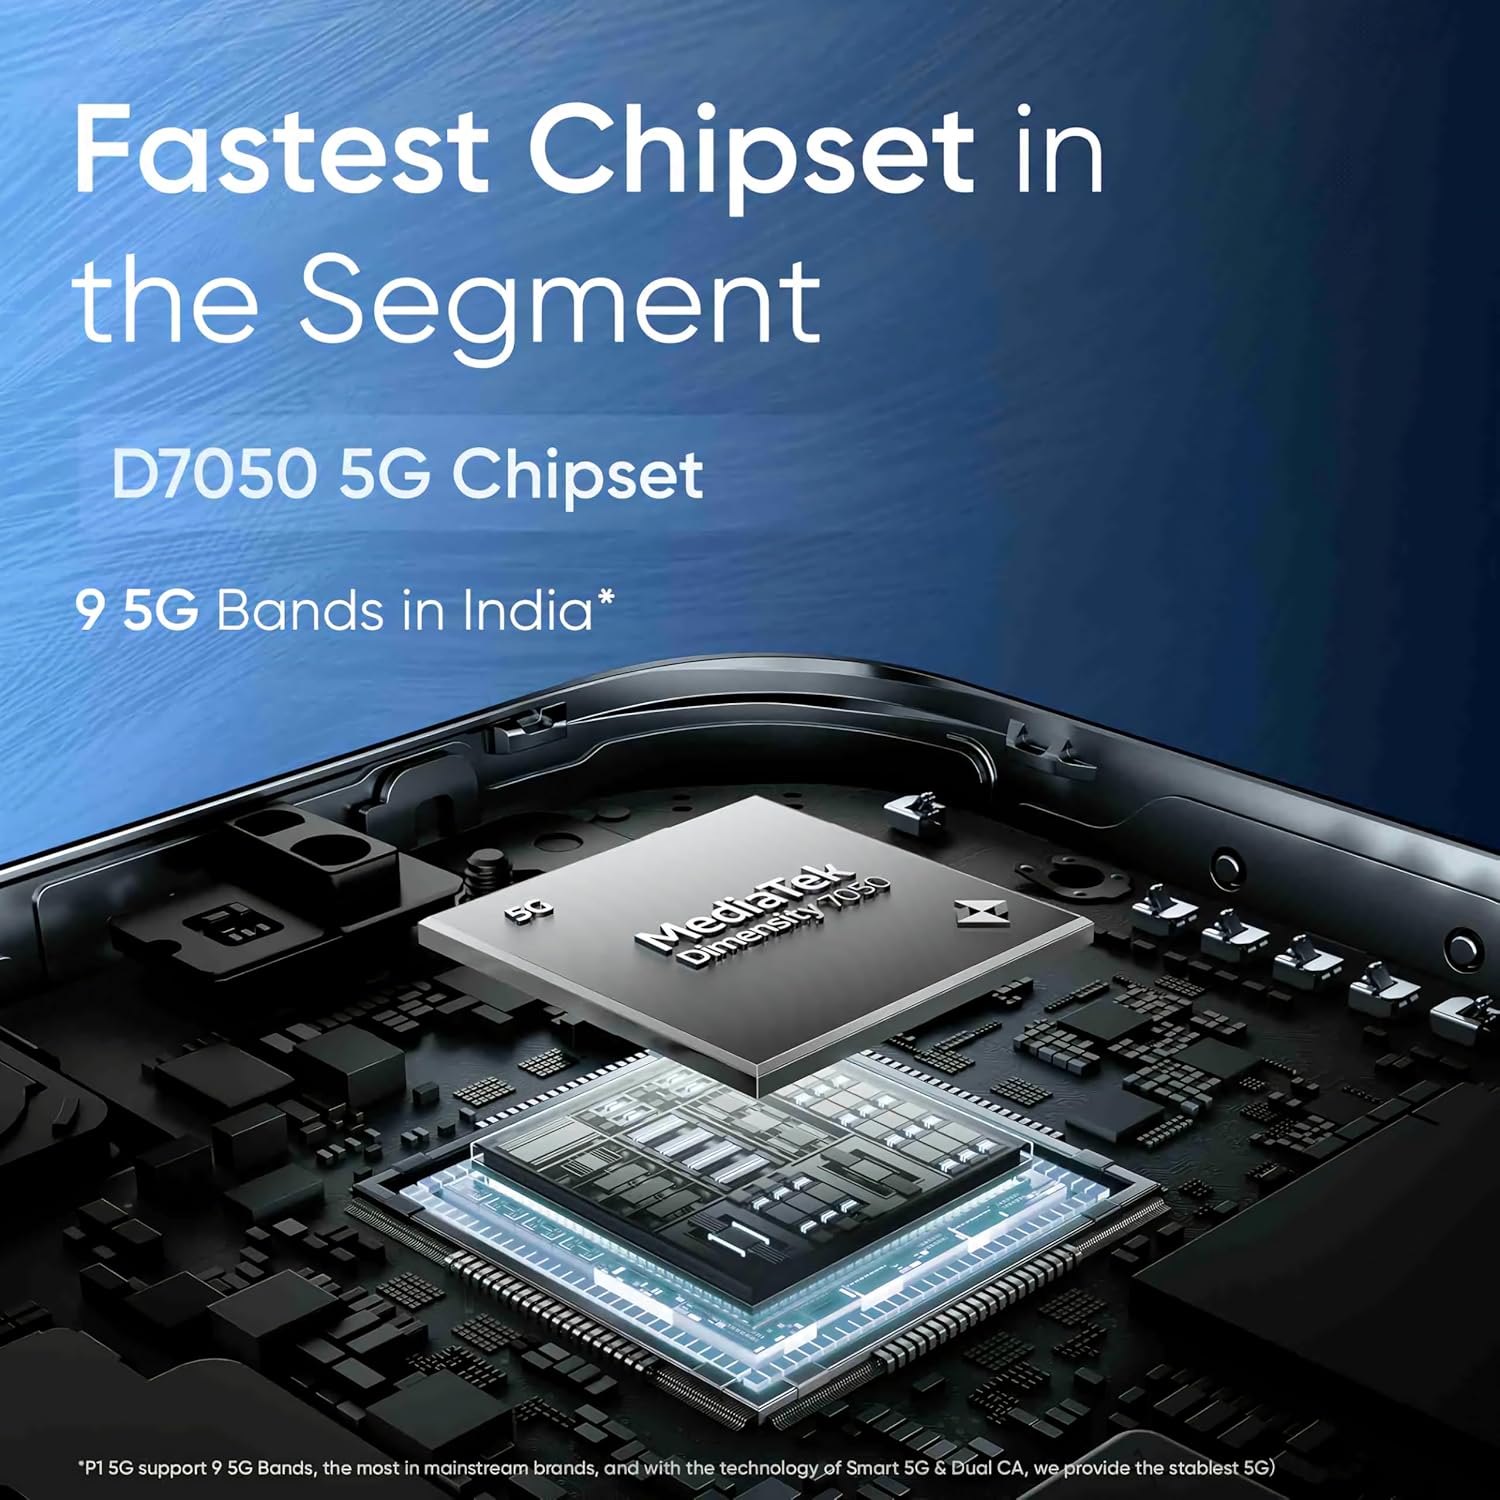 Fastest Chipset in
the Segment
D7050 5G Chipset
9 5G Bands in India*
5G
MediaTek
Dimensity 7050
*P1 5G support 9 5G Bands, the most in mainstream brands, and with the technology of Smart 5G & Dual CA, we provide the stablest 5G)